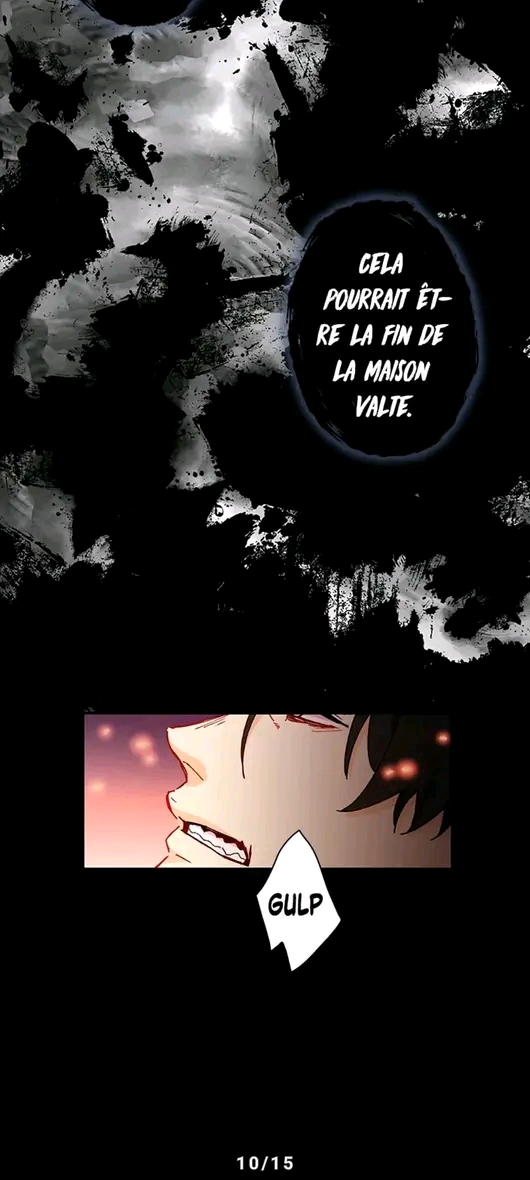 CELA
POURRAIT ÊT-
RE LA FIN DE
LA MAISON
VALTE.
GULP
10/15